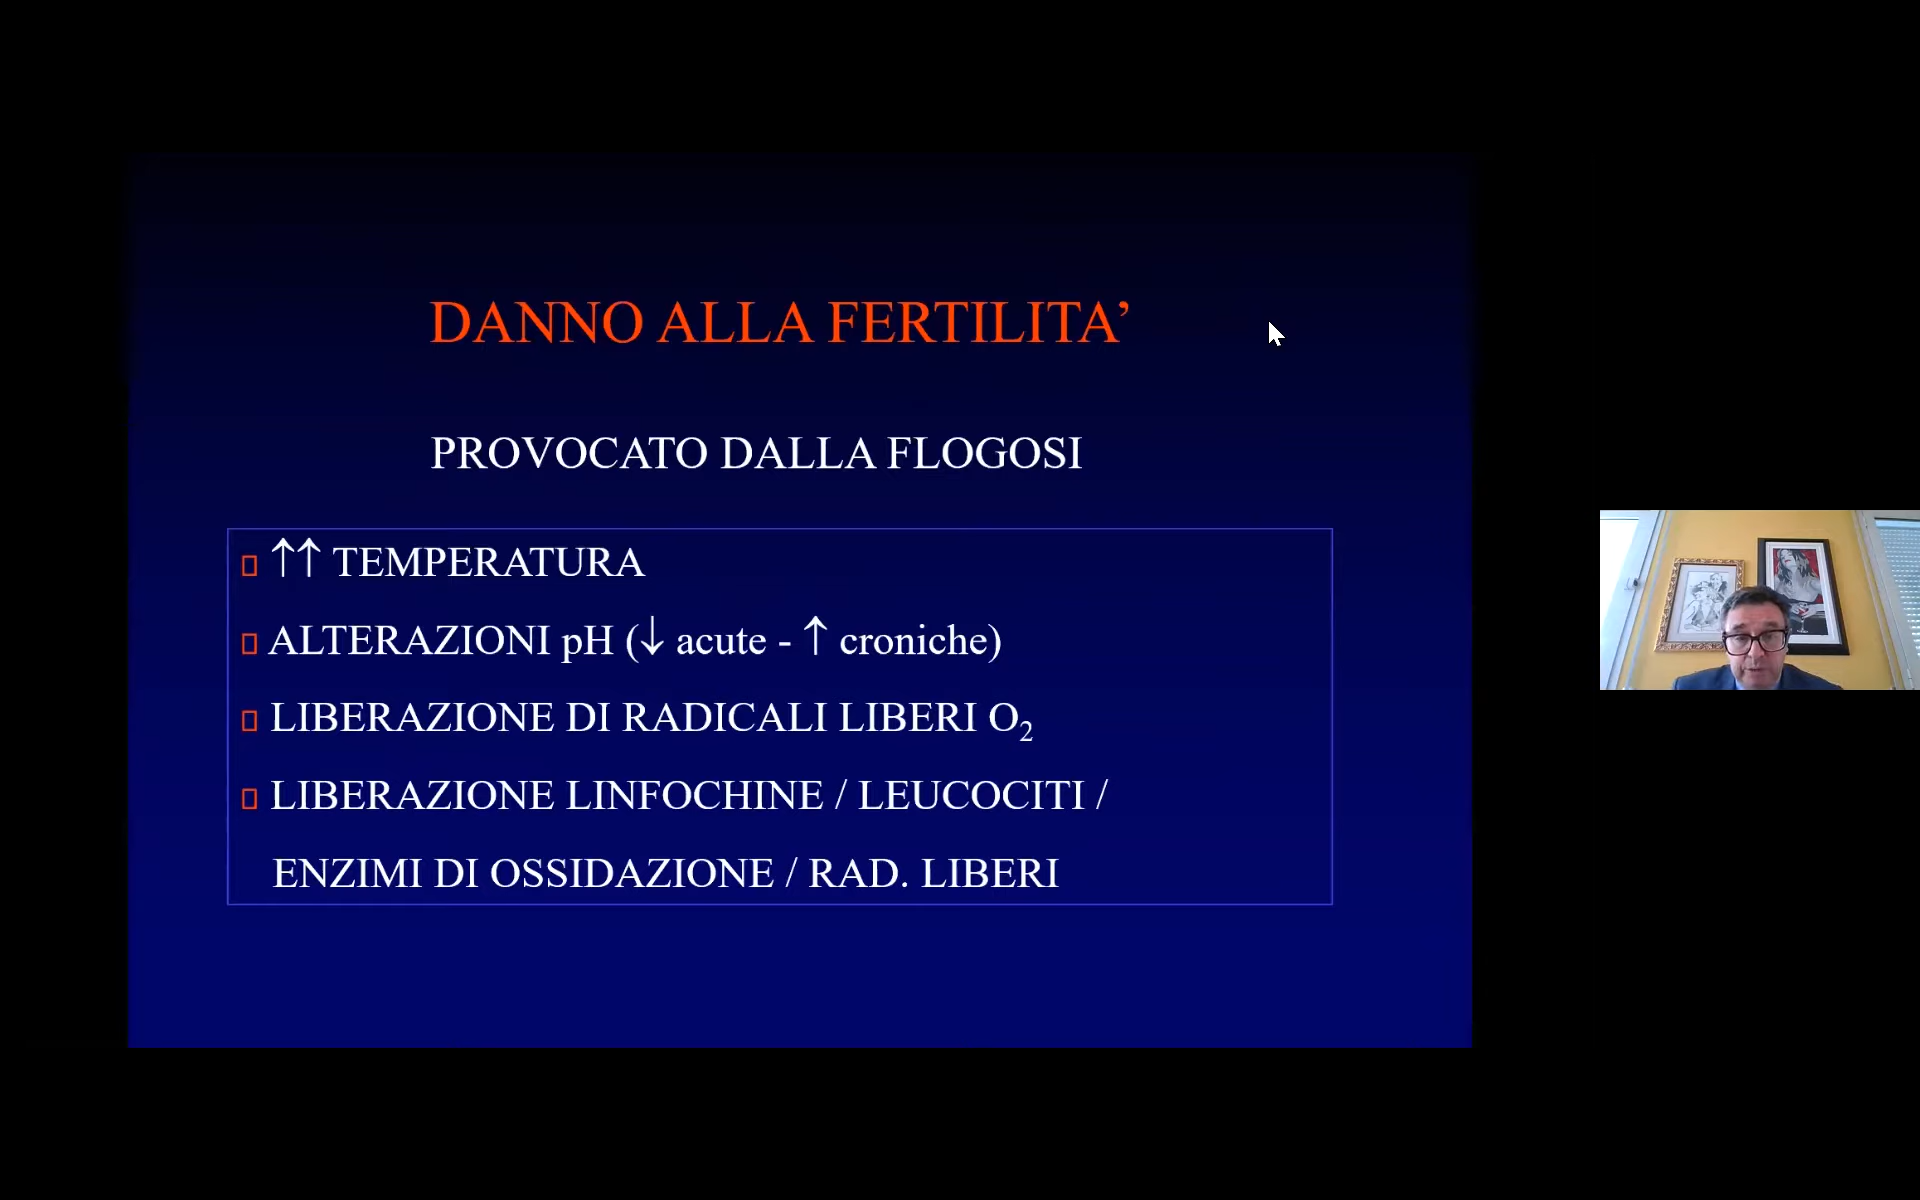 DANNO ALLA FERTILITA’
PROVOCATO DALLA FLOGOSI
↑↑ TEMPERATURA
ALTERAZIONI pH (↓ acute - ↑ croniche)
LIBERAZIONE DI RADICALI LIBERI O₂
LIBERAZIONE LINFOCHINE / LEUCOCITI /
ENZIMI DI OSSIDAZIONE / RAD. LIBERI